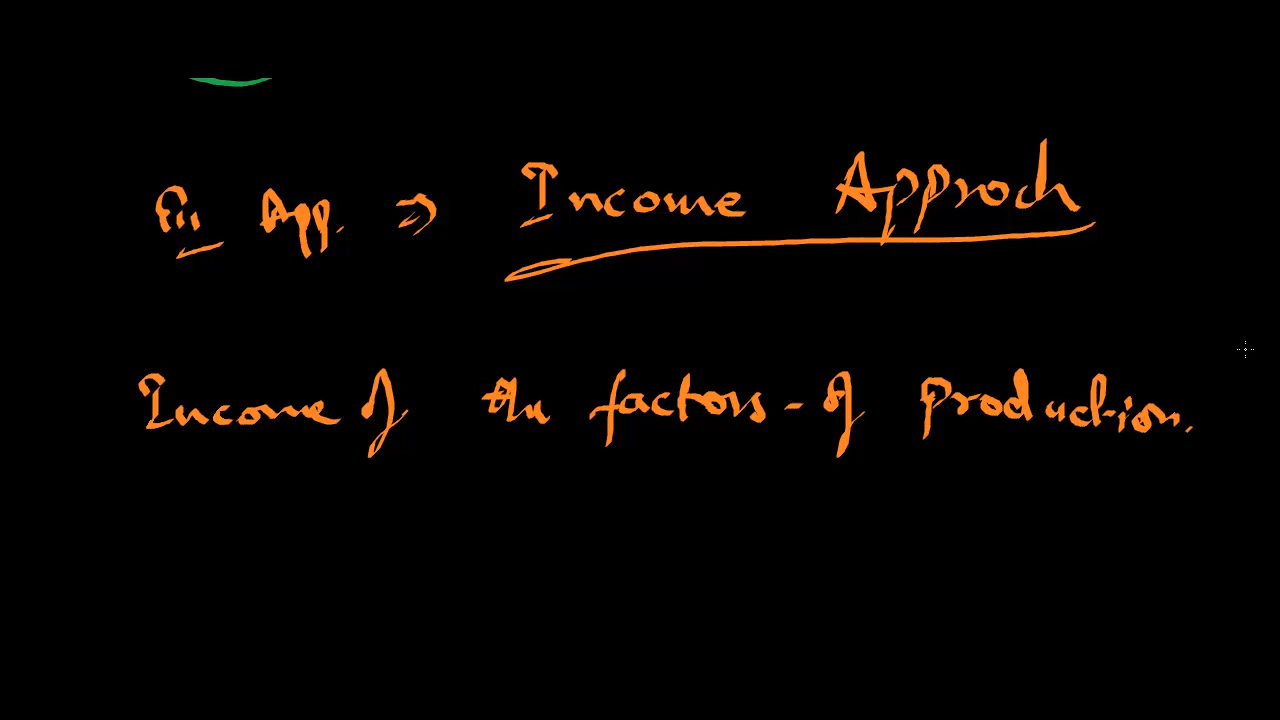 App. ⇒ Income Approch
Income of the factors - of production.